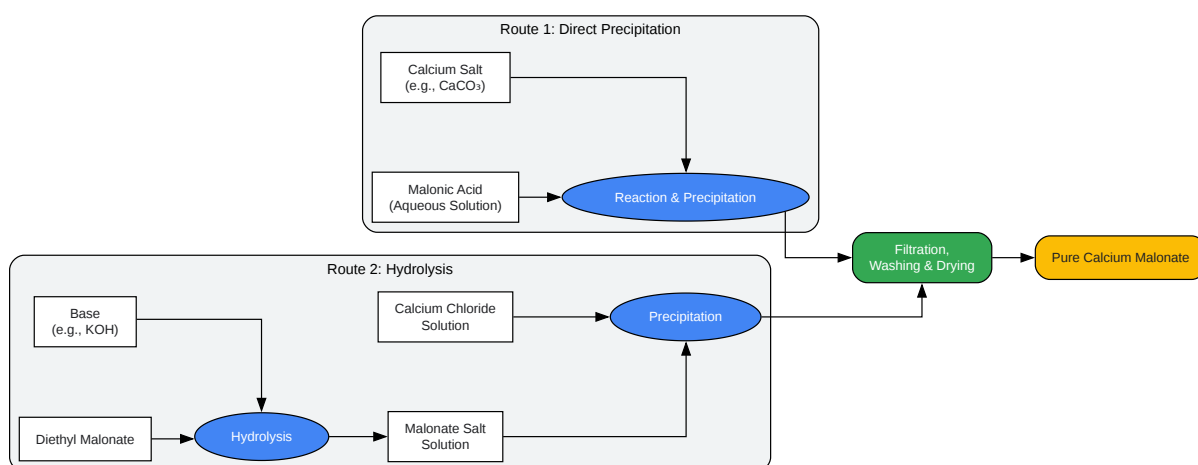 Route 1: Direct Precipitation
Calcium Salt
(e.g., CaCO₃)
Malonic Acid
(Aqueous Solution)
Reaction & Precipitation
Filtration,
Washing & Drying
Pure Calcium Malonate
Route 2: Hydrolysis
Base
(e.g., KOH)
Calcium Chloride
Solution
Precipitation
Diethyl Malonate
Hydrolysis
Malonate Salt
Solution